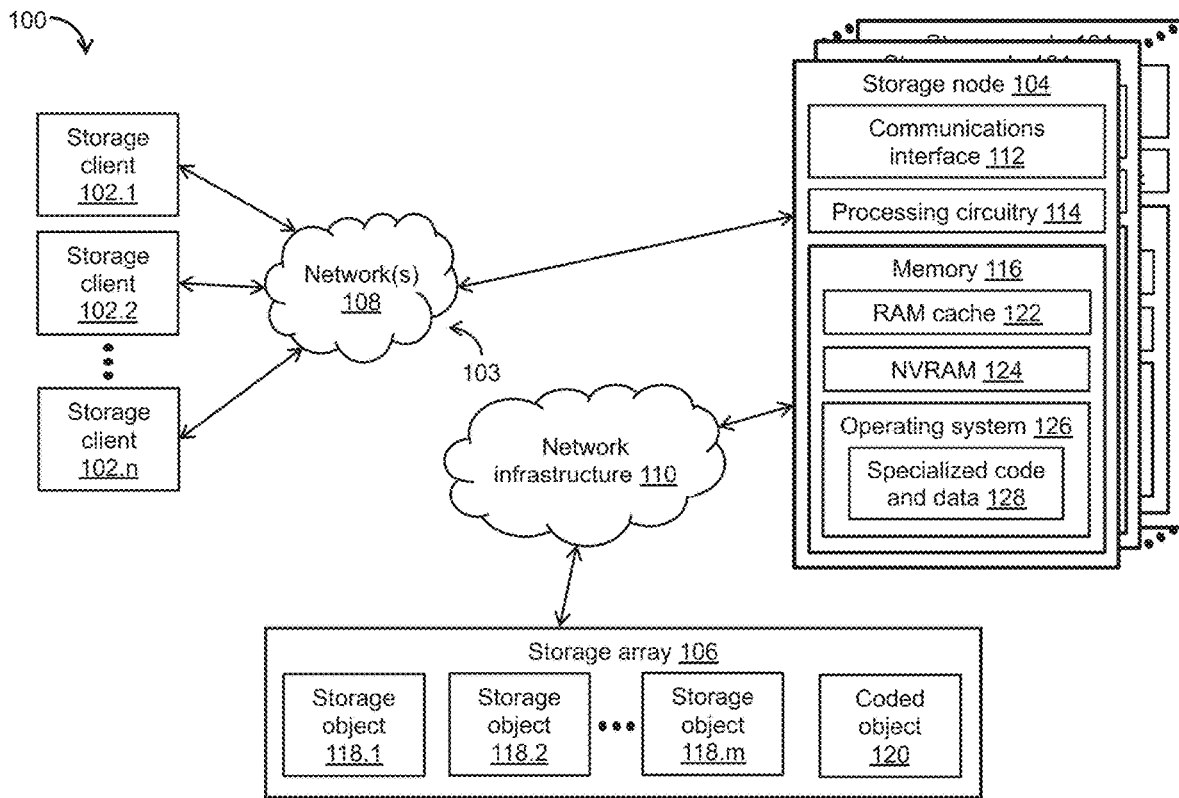 100
Storage
client
102.1
Storage
client
102.2
Storage
client
102.n
Network(s)
108
103
Network
infrastructure 110
Storage node 104
Communications
interface 112
Processing circuitry 114
Memory 116
RAM cache 122
NVRAM 124
Operating system 126
Specialized code
and data 128
Storage array 106
Storage
object
118.1
Storage
object
118.2
Storage
object
118.m
Coded
object
120